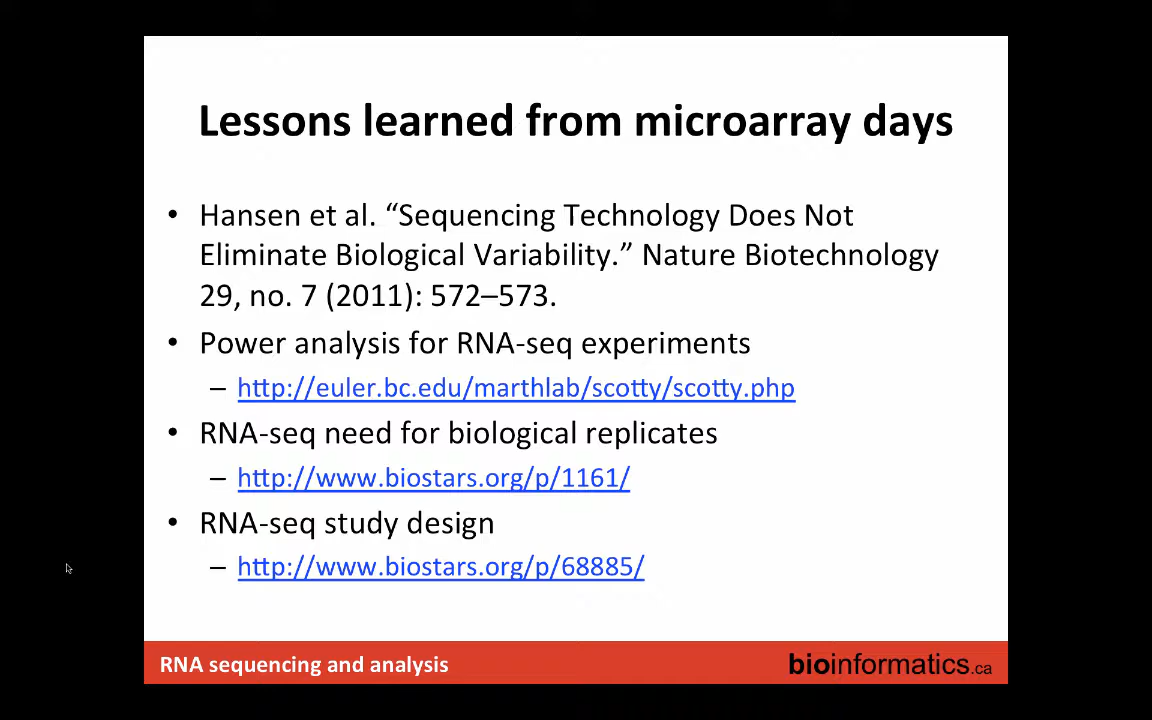 Lessons learned from microarray days
• Hansen et al. “Sequencing Technology Does Not
Eliminate Biological Variability.” Nature Biotechnology
29, no. 7 (2011): 572–573.
• Power analysis for RNA-seq experiments
– http://euler.bc.edu/marthlab/scotty/scotty.php
• RNA-seq need for biological replicates
– http://www.biostars.org/p/1161/
• RNA-seq study design
– http://www.biostars.org/p/68885/
RNA sequencing and analysis
bioinformatics.ca